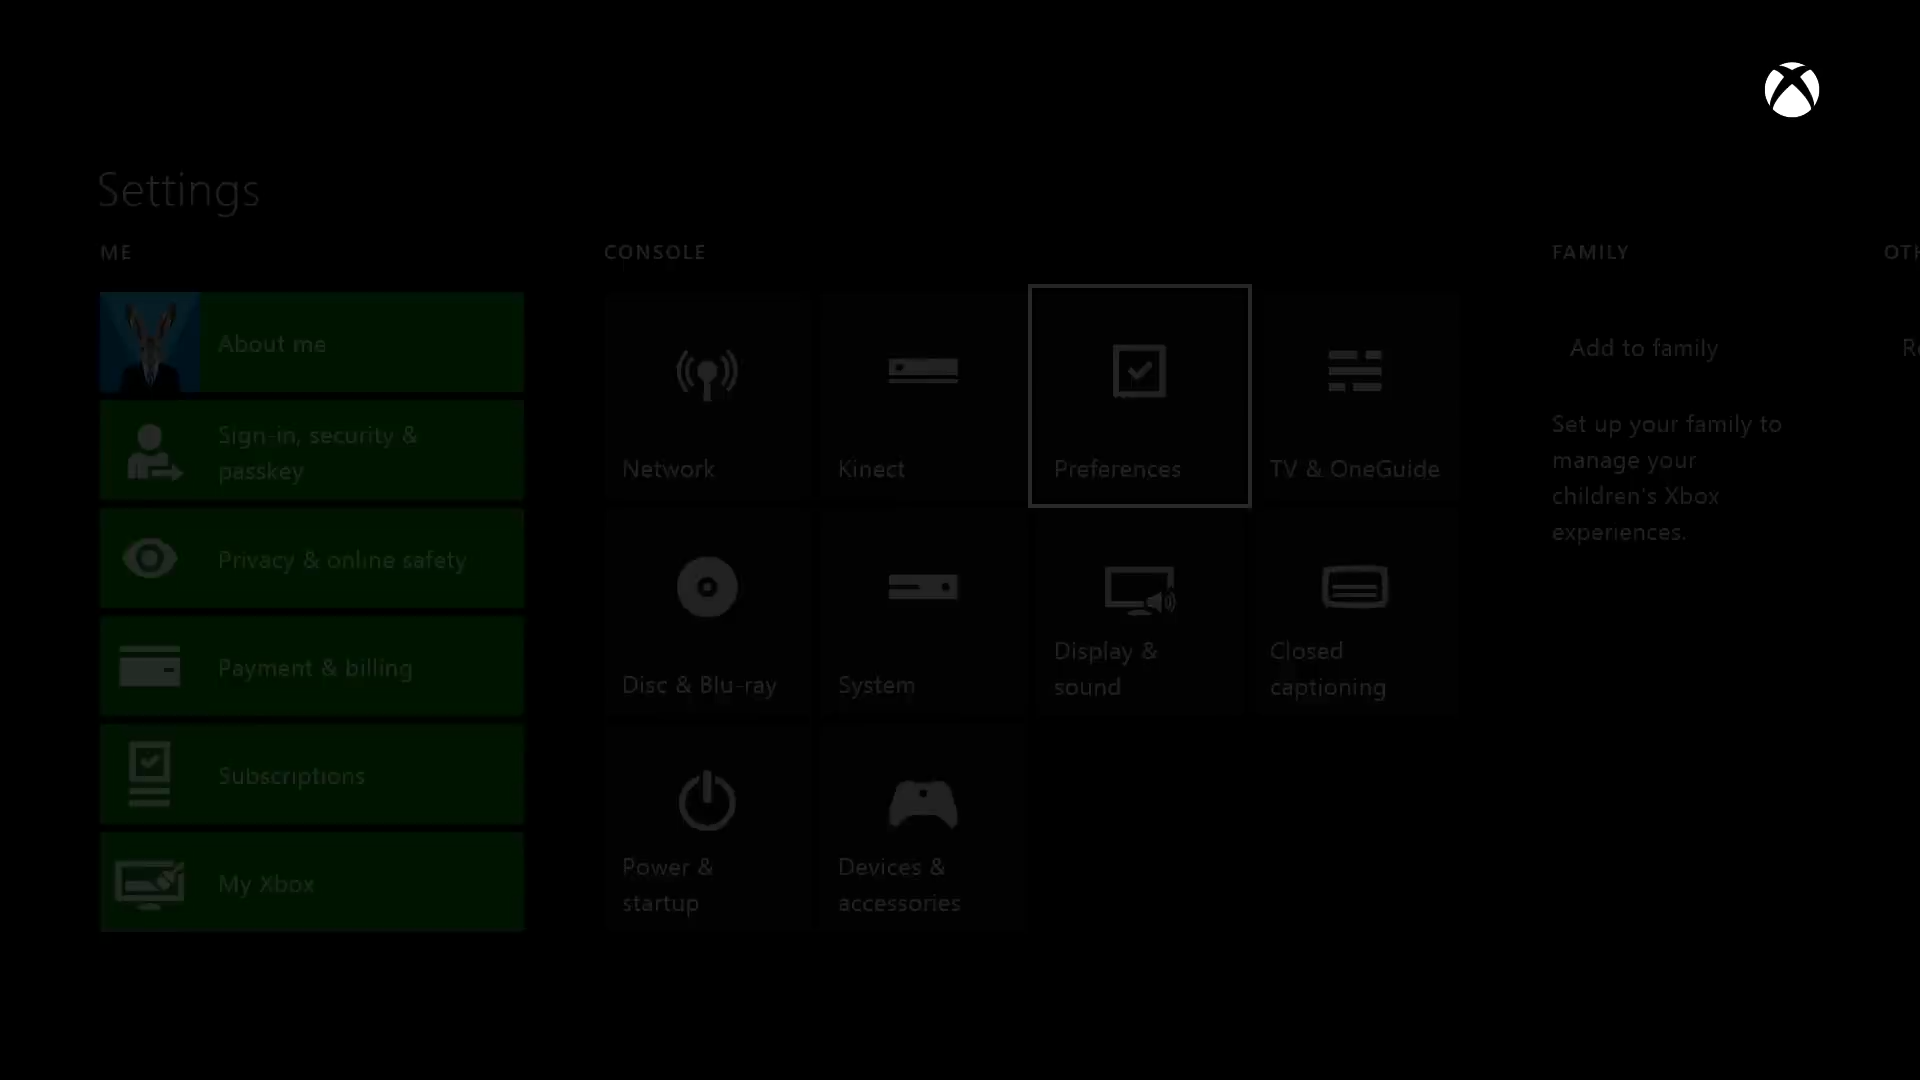 Settings
ME
About me
Sign-in, security &
passkey
Privacy & online safety
Payment & billing
Subscriptions
My Xbox
CONSOLE
Network
Kinect
Preferences
TV & OneGuide
Disc & Blu-ray
System
Display &
sound
Closed
captioning
Power &
startup
Devices &
accessories
FAMILY
Add to family
Set up your family to
manage your
children's Xbox
experiences.